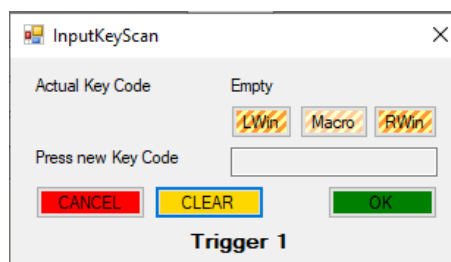 InputKeyScan
Actual Key Code Empty
LWin Macro RWin
Press new Key Code
CANCEL CLEAR OK
Trigger 1